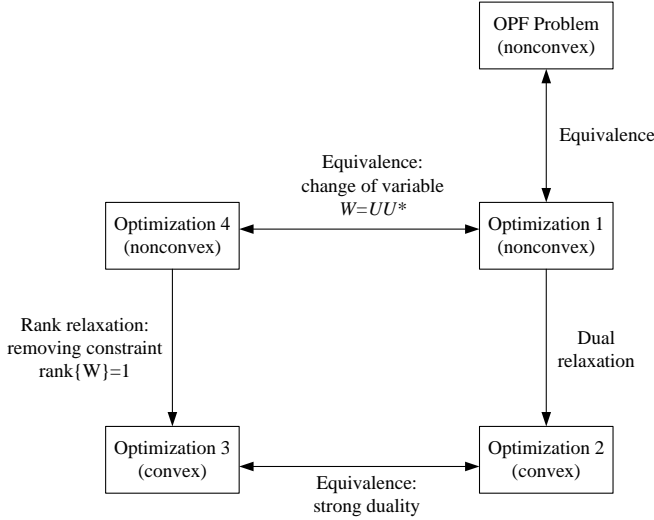 OPF Problem
(nonconvex)
Equivalence
Equivalence:
change of variable
W=UU*
Optimization 4
(nonconvex)
Optimization 1
(nonconvex)
Rank relaxation:
removing constraint
rank{W}=1
Dual
relaxation
Optimization 3
(convex)
Optimization 2
(convex)
Equivalence:
strong duality